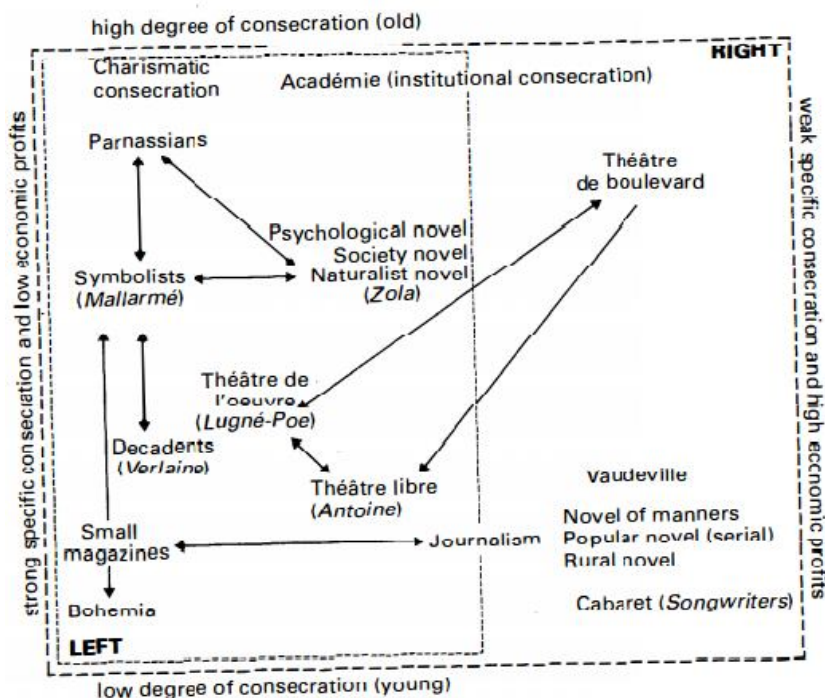 high degree of consecration (old)
RIGHT
Charismatic
consecration
Académie (institutional consecration)
Parnassians
Théâtre
de boulevard
Psychological novel
Society novel
Naturalist novel
(Zola)
Symbolists
(Mallarmé)
Théâtre de
l'oeuvre
(Lugné-Poe)
Decadents
(Verlaine)
Théâtre libre
(Antoine)
Vaudeville
Novel of manners
Popular novel (serial)
Rural novel
Small
magazines
Journalism
Bohemia
Cabaret (Songwriters)
LEFT
low degree of consecration (young)
strong specific consecration and low economic profits
weak specific consecration and high economic profits